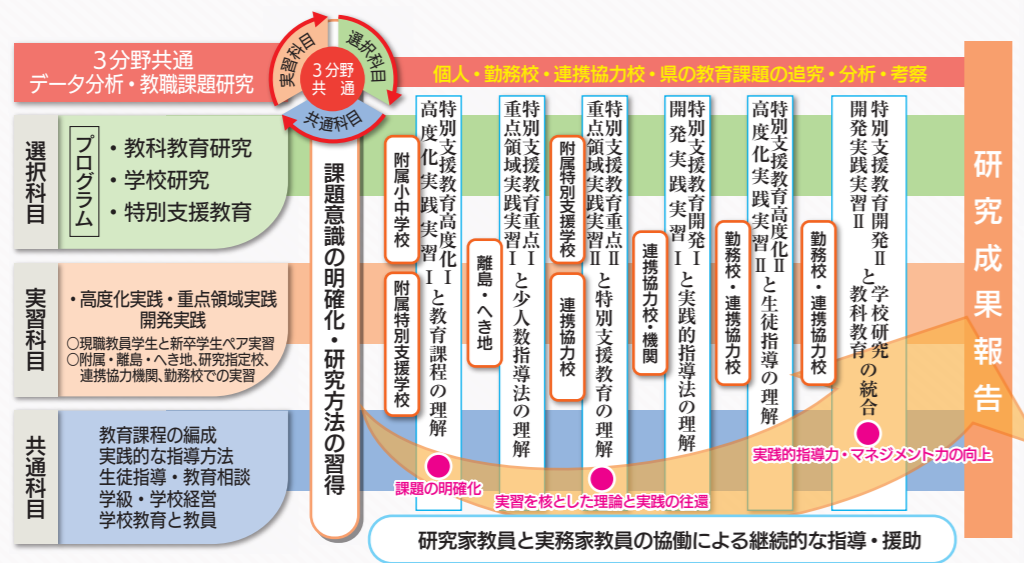 ３分野共通
データ分析・教職課題研究
実習科目
選択科目
共通科目
３分野
共　通
個人・勤務校・連携協力校・県の教育課題の追究・分析・考察
選択科目
プログラム
・教科教育研究
・学校研究
・特別支援教育
実習科目
・高度化実践・重点領域実践
開発実践
○現職教員学生と新卒学生ペア実習
○附属・離島・へき地、研究指定校、
連携協力機関、勤務校での実習
共通科目
教育課程の編成
実践的な指導方法
生徒指導・教育相談
学級・学校経営
学校教育と教員
課題意識の明確化・研究方法の習得
附属小中学校
附属特別支援学校
特別支援教育高度化Ⅰ
高度化実践実習Ⅰと教育課程の理解
離島・へき地
特別支援教育重点Ⅰ
重点領域実践実習Ⅰと少人数指導法の理解
附属特別支援学校
連携協力校
特別支援教育重点Ⅱ
重点領域実践実習Ⅱと特別支援教育の理解
連携協力校・機関
特別支援教育開発Ⅰ
開発実践実習Ⅰと実践的指導法の理解
勤務校・連携協力校
特別支援教育高度化Ⅱ
高度化実践実習Ⅱと生徒指導の理解
勤務校・連携協力校
特別支援教育開発Ⅱ
開発実践実習Ⅱと
学校研究
教科教育の統合
課題の明確化
実習を核とした理論と実践の往還
実践的指導力・マネジメント力の向上
研究成果報告
研究家教員と実務家教員の協働による継続的な指導・援助